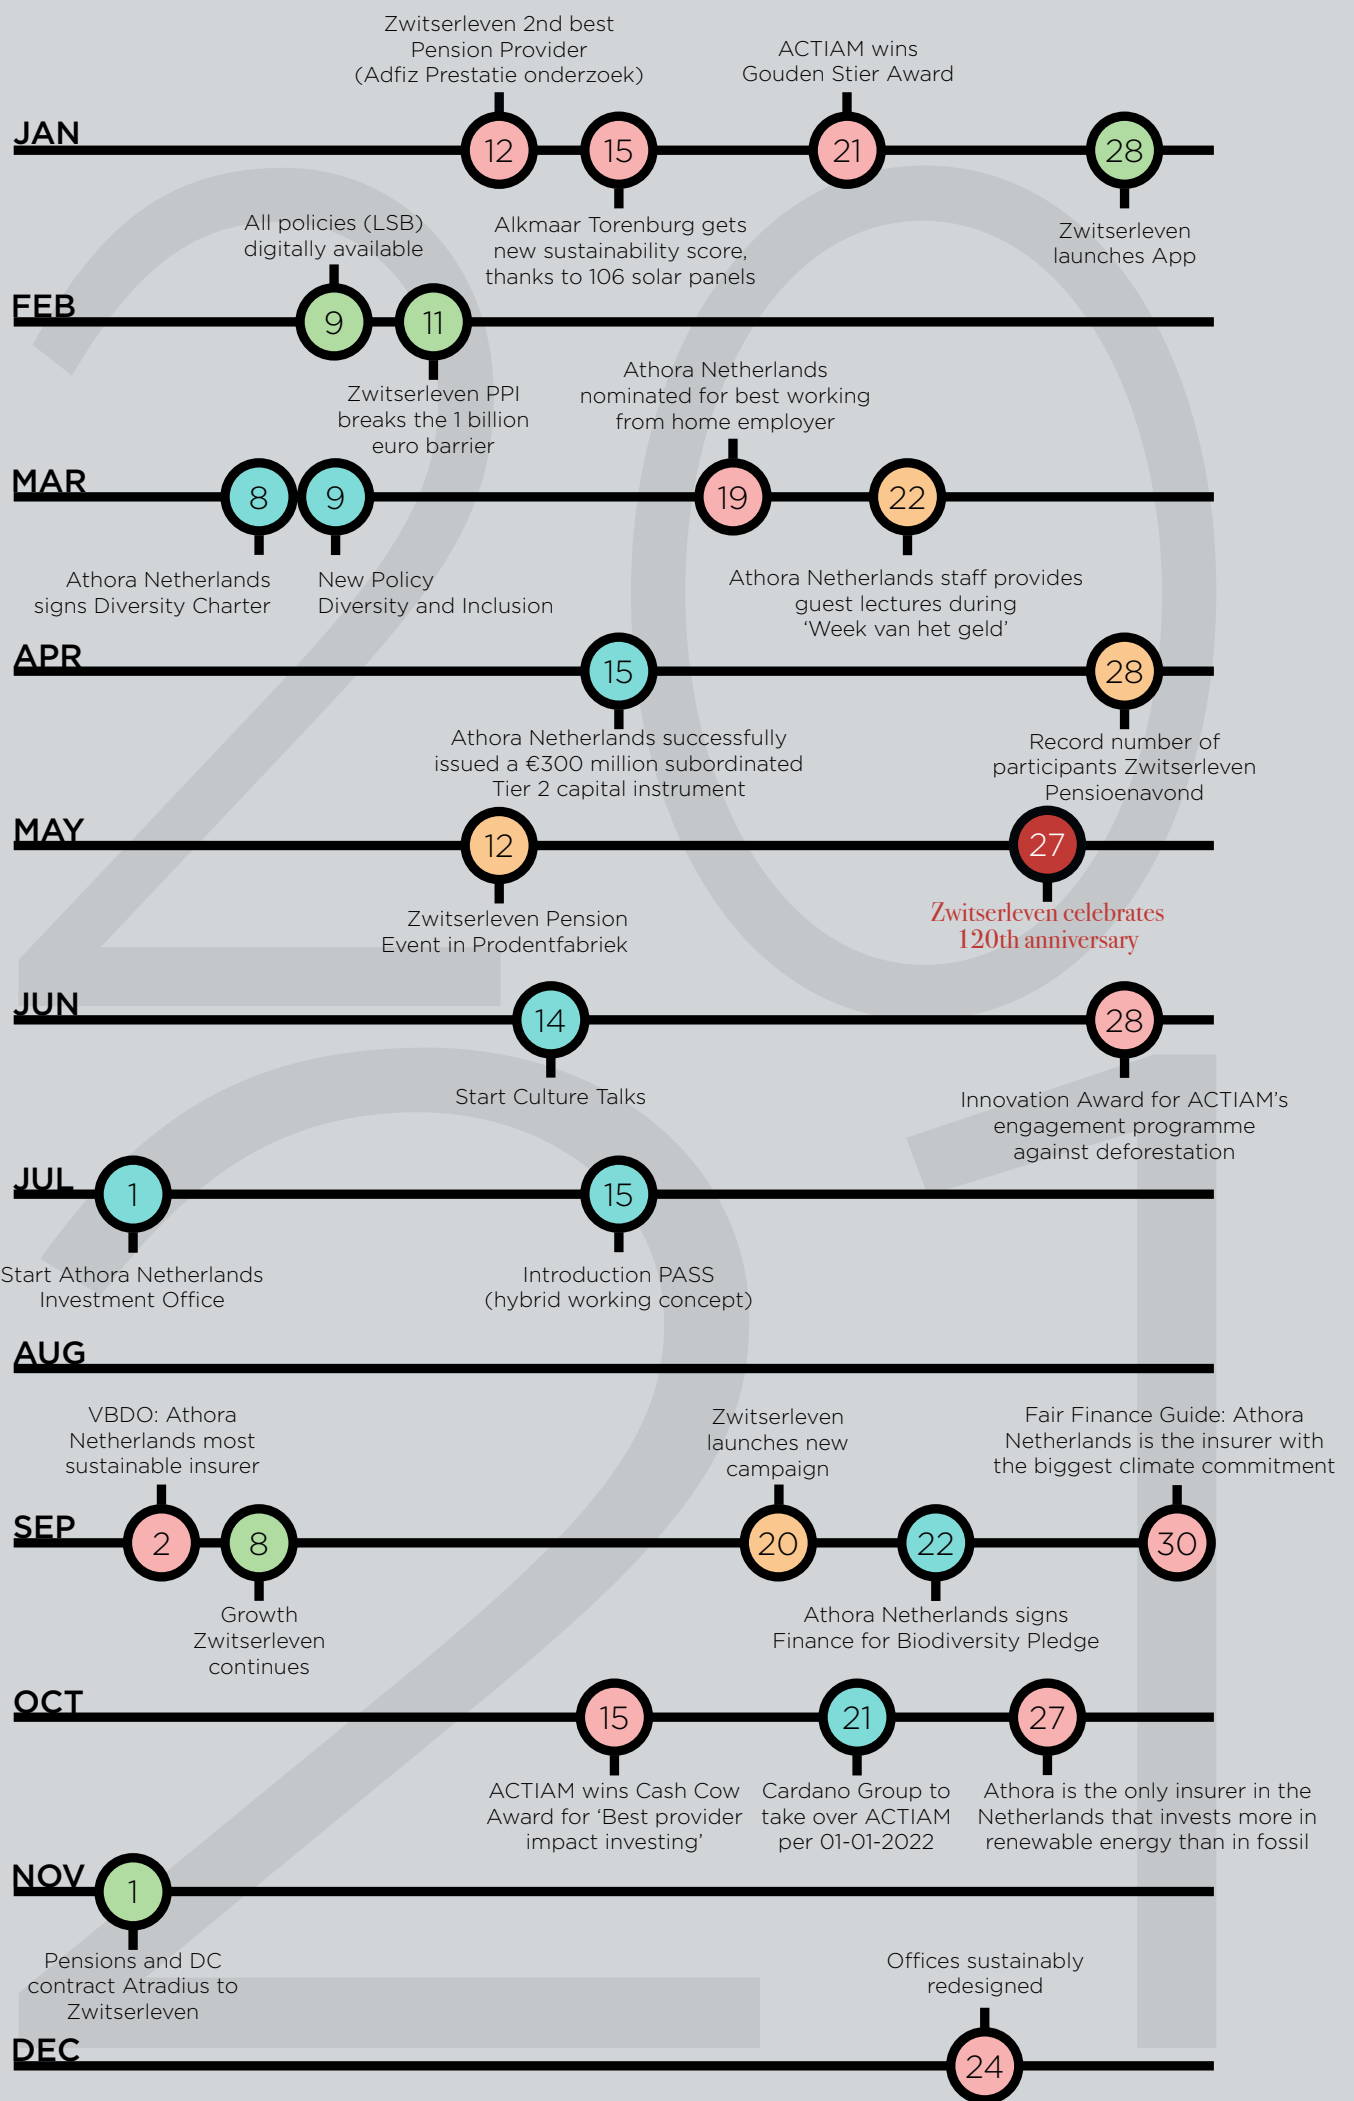 Zwitserleven 2nd best
Pension Provider
(Adfiz Prestatie onderzoek)
ACTIAM wins
Gouden Stier Award
JAN
12
15
21
28
Alkmaar Torenburg gets
new sustainability score,
thanks to 106 solar panels
Zwitserleven
launches App
All policies (LSB)
digitally available
FEB
9
11
Zwitserleven PPI
breaks the 1 billion
euro barrier
Athora Netherlands
nominated for best working
from home employer
MAR
8
9
19
22
Athora Netherlands
signs Diversity Charter
New Policy
Diversity and Inclusion
Athora Netherlands staff provides
guest lectures during
‘Week van het geld’
APR
15
28
Athora Netherlands successfully
issued a €300 million subordinated
Tier 2 capital instrument
Record number of
participants Zwitserleven
Pensioenavond
MAY
12
27
Zwitserleven Pension
Event in Prodentfabriek
Zwitserleven celebrates
120th anniversary
JUN
14
28
Start Culture Talks
Innovation Award for ACTIAM’s
engagement programme
against deforestation
JUL
1
15
Start Athora Netherlands
Investment Office
Introduction PASS
(hybrid working concept)
AUG
VBDO: Athora
Netherlands most
sustainable insurer
Zwitserleven
launches new
campaign
Fair Finance Guide: Athora
Netherlands is the insurer with
the biggest climate commitment
SEP
2
8
20
22
30
Growth
Zwitserleven
continues
Athora Netherlands signs
Finance for Biodiversity Pledge
OCT
15
21
27
ACTIAM wins Cash Cow
Award for ‘Best provider
impact investing’
Cardano Group to
take over ACTIAM
per 01-01-2022
Athora is the only insurer in the
Netherlands that invests more in
renewable energy than in fossil
NOV
1
Pensions and DC
contract Atradius to
Zwitserleven
Offices sustainably
redesigned
DEC
24
20
21